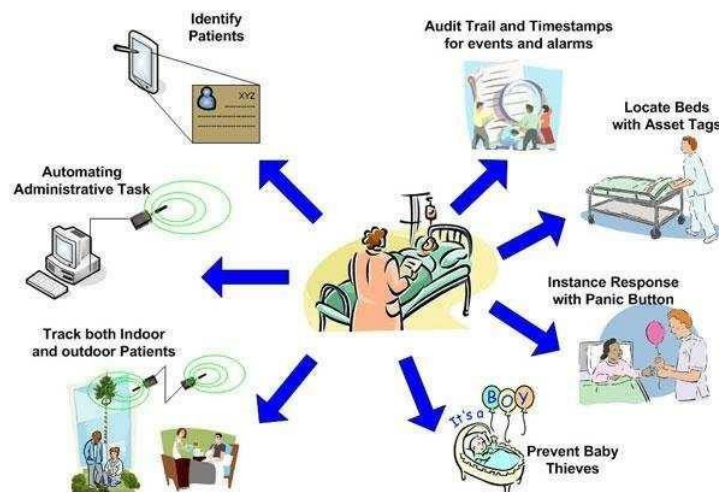 Identify
Patients
XYZ
Audit Trail and Timestamps
for events and alarms
Locate Beds
with Asset Tags
Automating
Administrative Task
Instance Response
with Panic Button
Track both Indoor
and outdoor Patients
It's a
BOY
Prevent Baby
Thieves